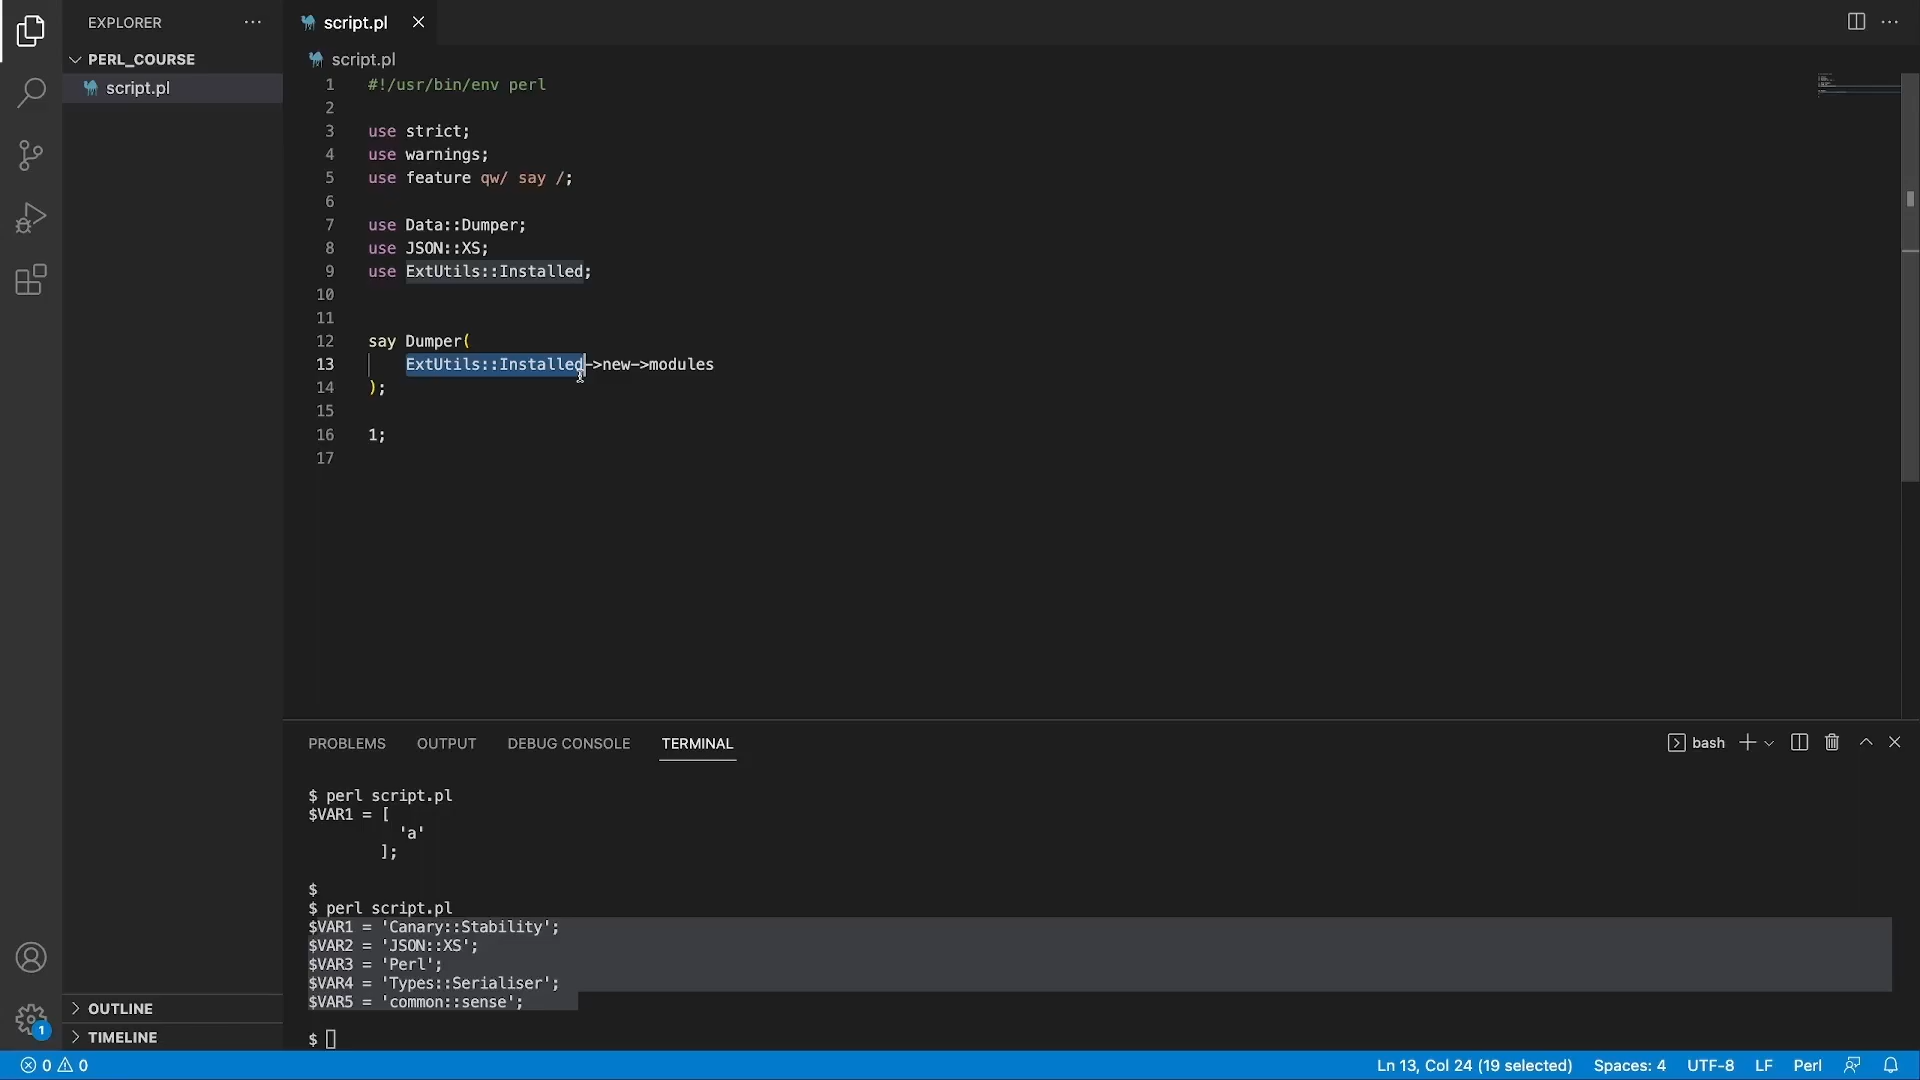 EXPLORER
PERL_COURSE
script.pl
script.pl
script.pl
1 #!/usr/bin/env perl
2
3 use strict;
4 use warnings;
5 use feature qw/ say /;
6
7 use Data::Dumper;
8 use JSON::XS;
9 use ExtUtils::Installed;
10
11
12 say Dumper(
13 ExtUtils::Installed->new->modules
14 );
15
16 1;
17
PROBLEMS OUTPUT DEBUG CONSOLE TERMINAL
bash
$ perl script.pl
$VAR1 = [
'a'
];
$
$ perl script.pl
$VAR1 = 'Canary::Stability';
$VAR2 = 'JSON::XS';
$VAR3 = 'Perl';
$VAR4 = 'Types::Serialiser';
$VAR5 = 'common::sense';
$
OUTLINE
1
TIMELINE
0 0
Ln 13, Col 24 (19 selected) Spaces: 4 UTF-8 LF Perl